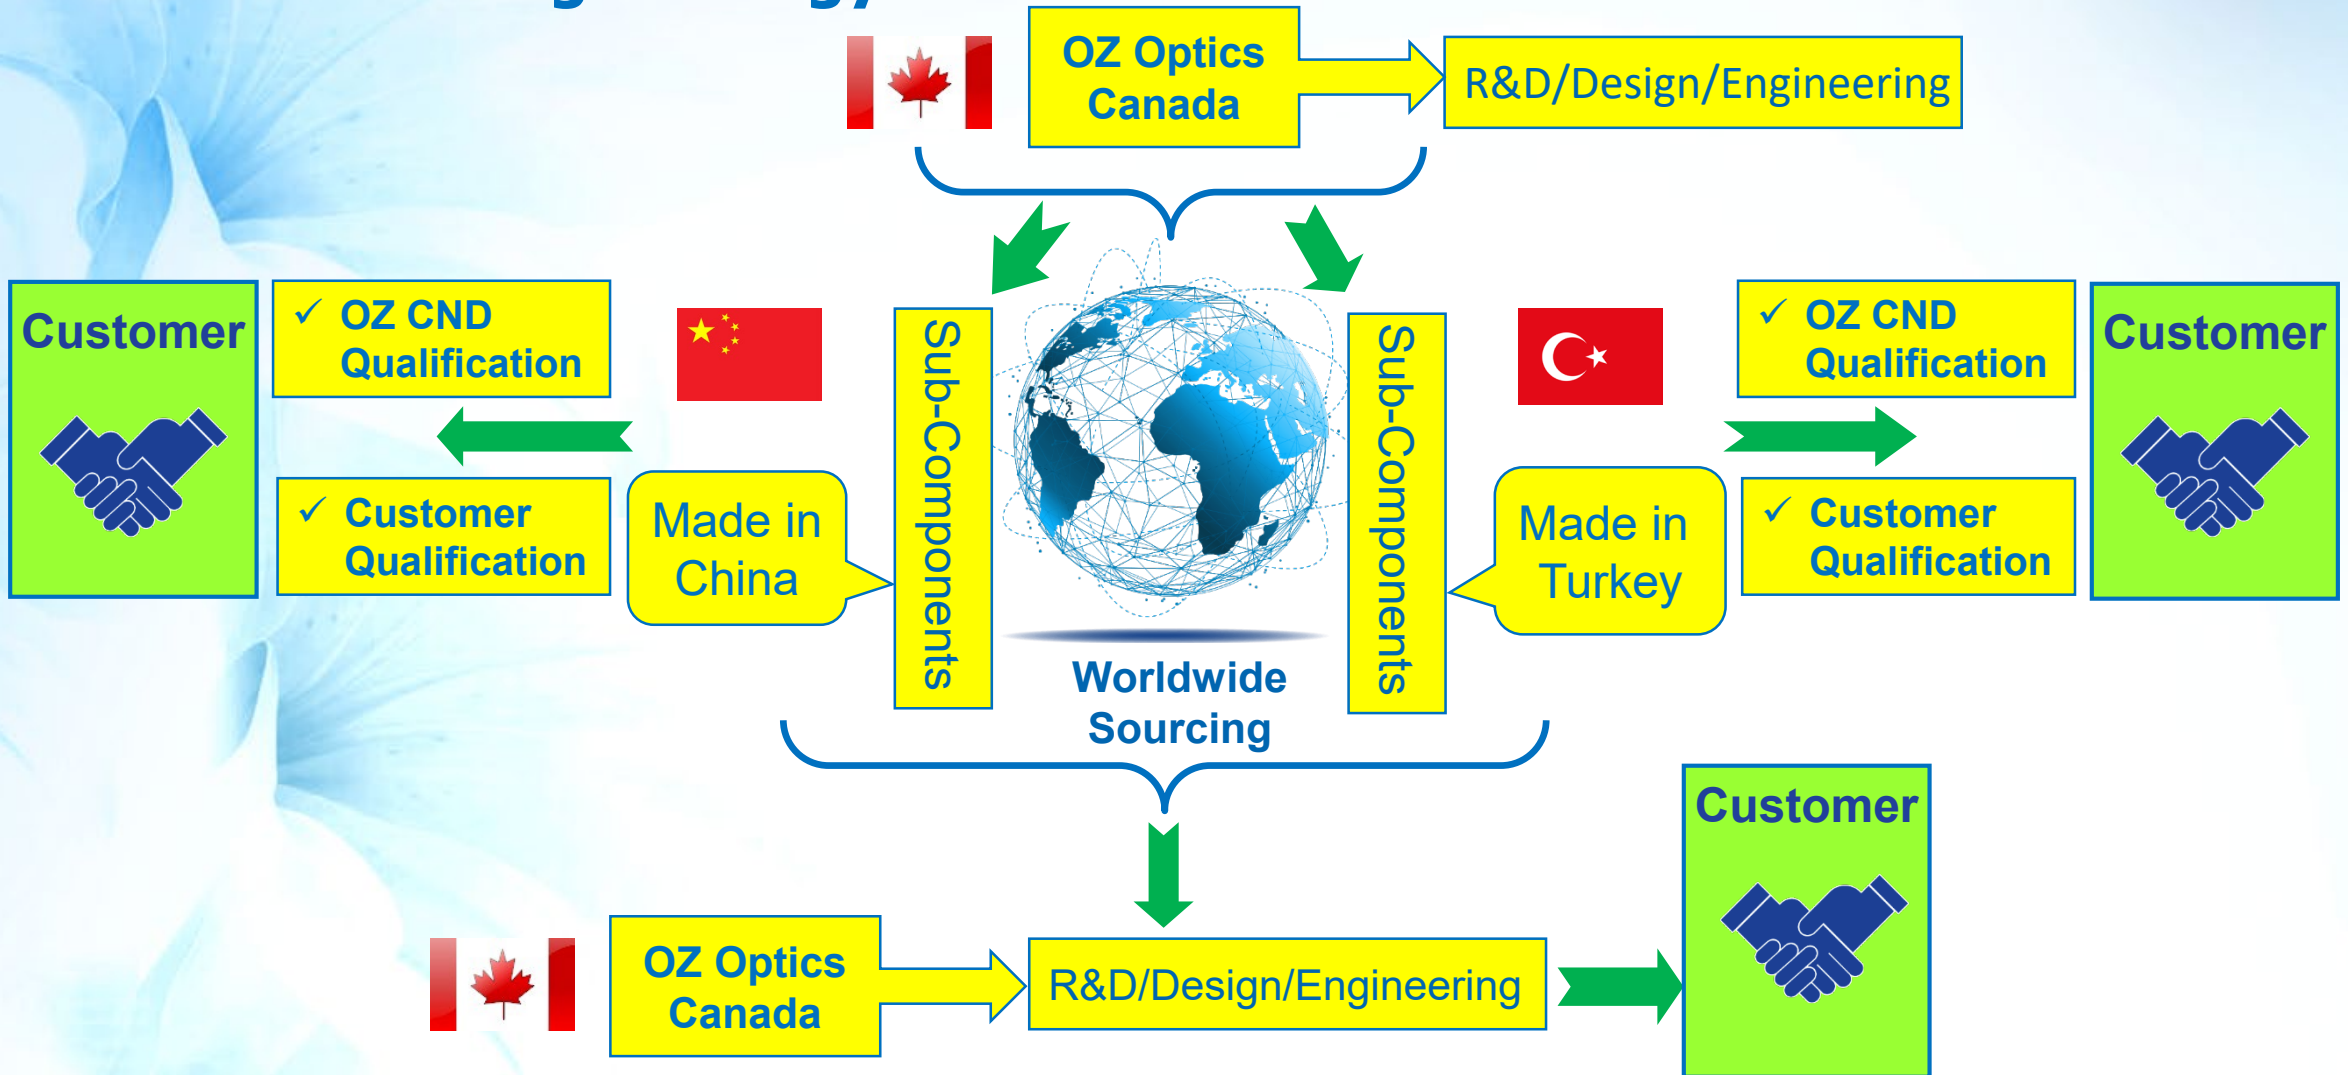 OZ Optics
Canada
R&D/Design/Engineering
Customer
✓ OZ CND
Qualification
✓ Customer
Qualification
Made in
China
Sub-Components
Worldwide
Sourcing
Sub-Components
Made in
Turkey
✓ OZ CND
Qualification
✓ Customer
Qualification
Customer
OZ Optics
Canada
R&D/Design/Engineering
Customer